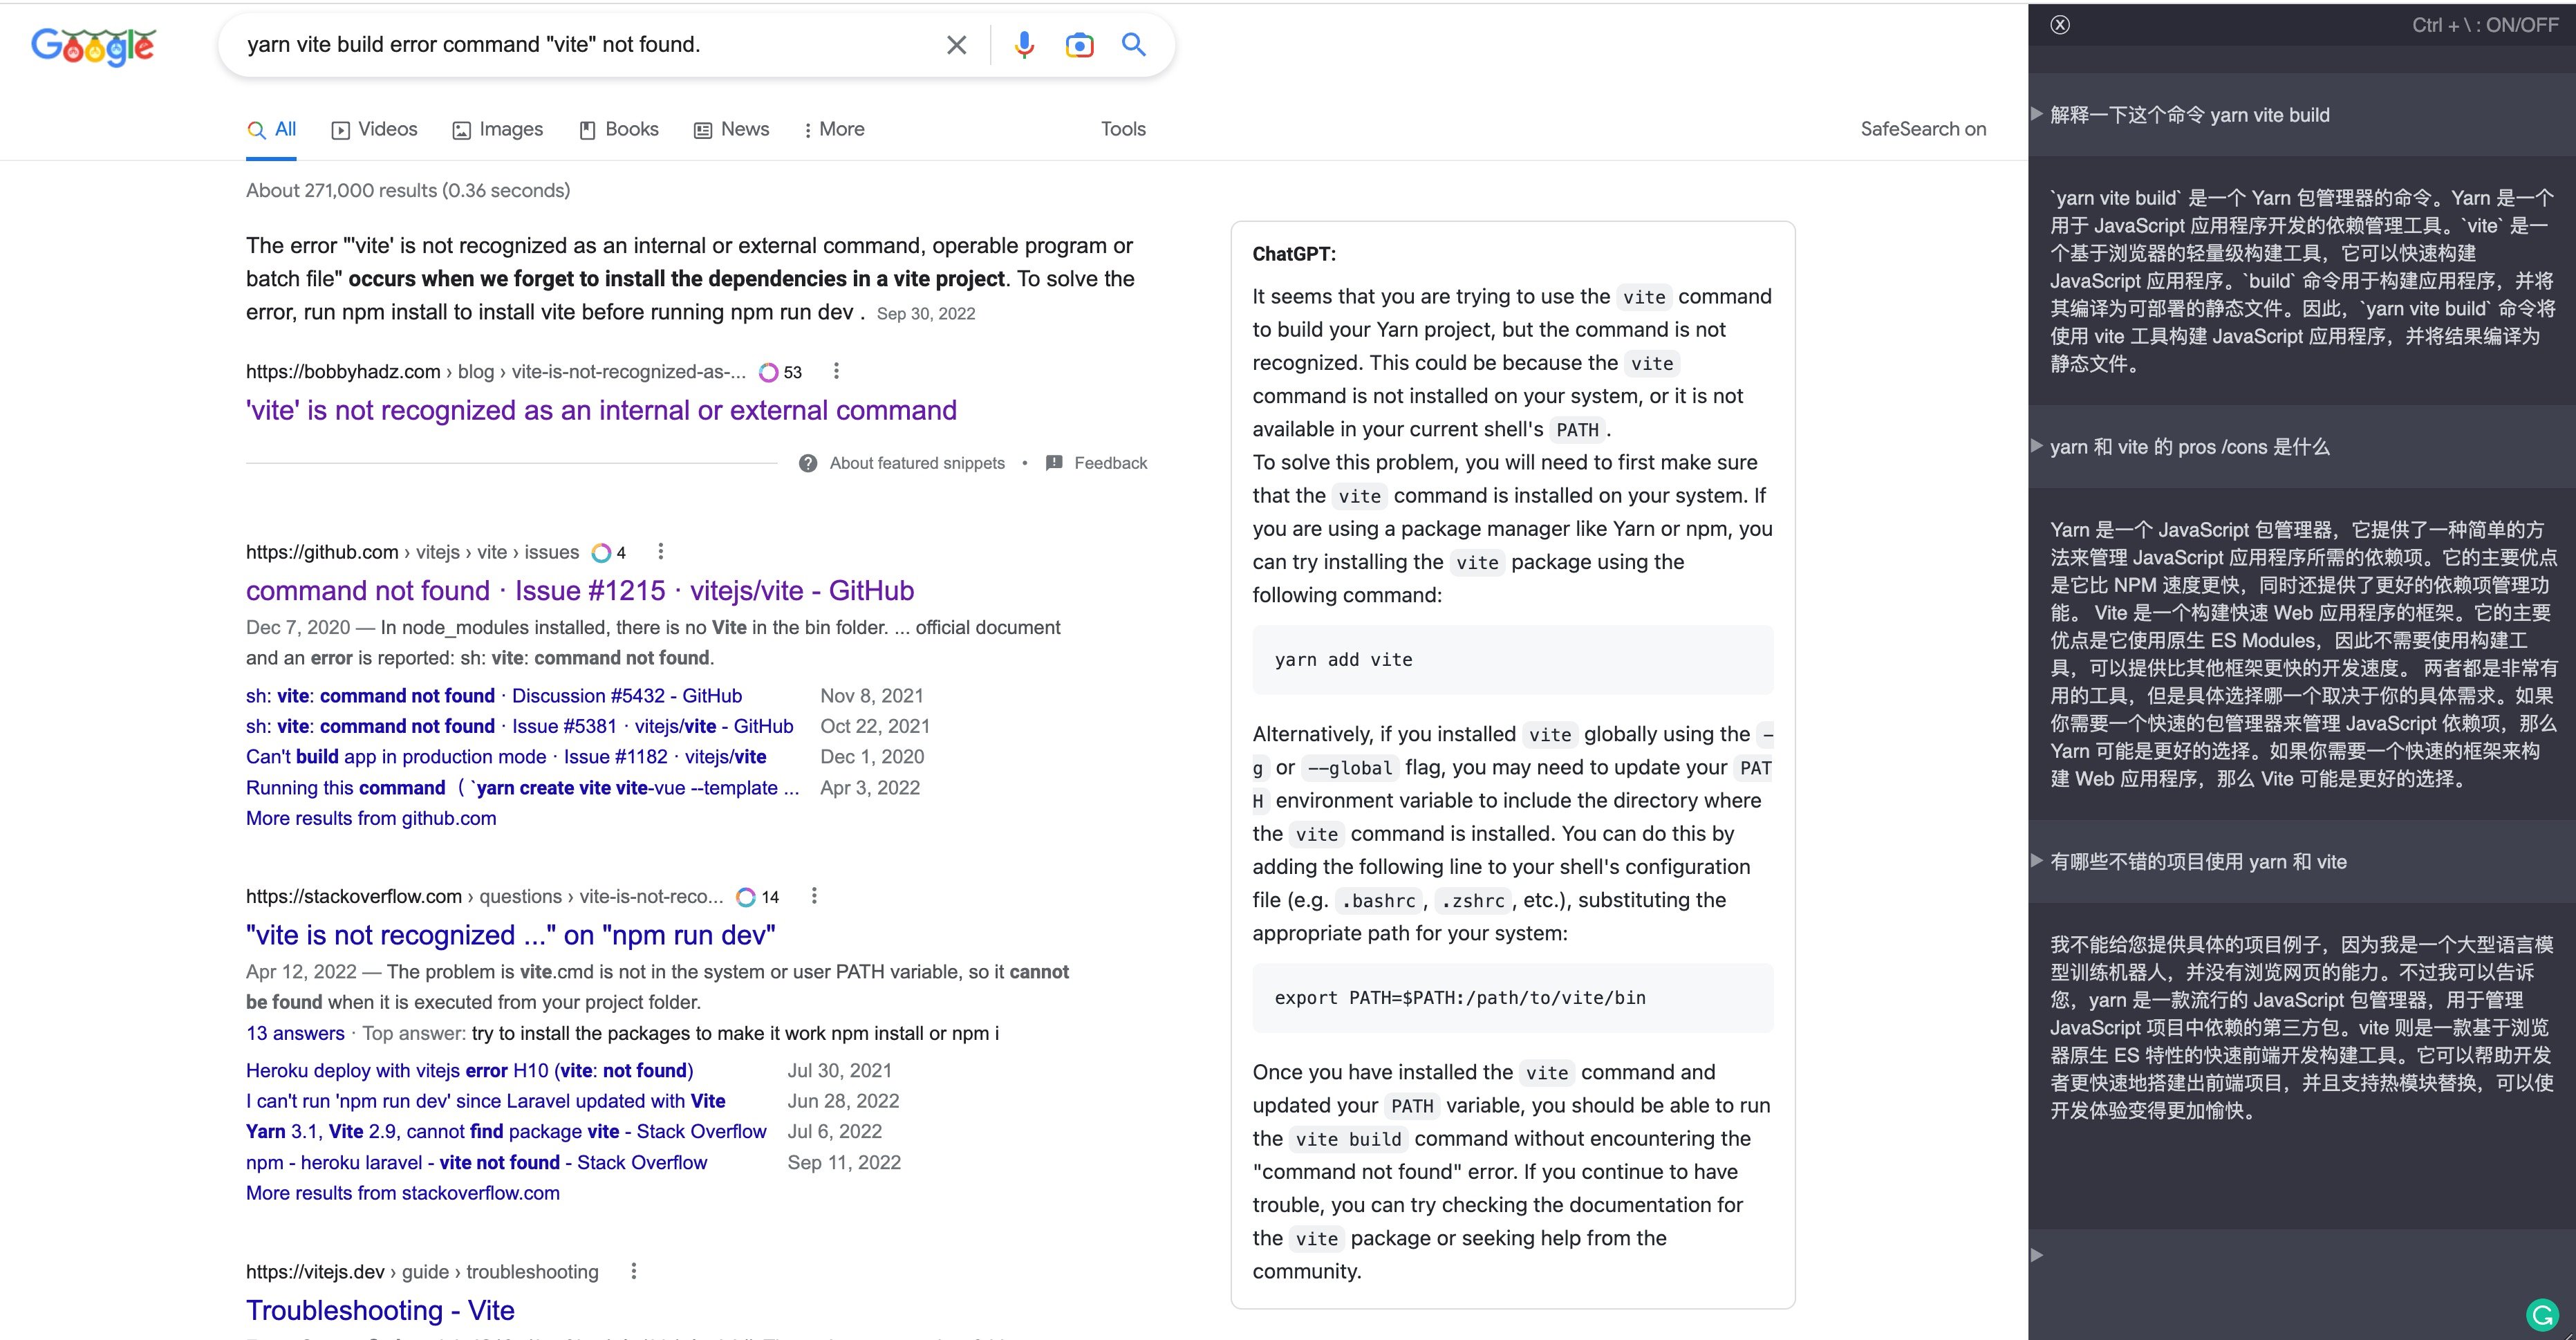 Google
yarn vite build error command "vite" not found.
All
Videos
Images
Books
News
More
Tools
SafeSearch on
About 271,000 results (0.36 seconds)
The error "'vite' is not recognized as an internal or external command, operable program or
batch file" occurs when we forget to install the dependencies in a vite project. To solve the
error, run npm install to install vite before running npm run dev . Sep 30, 2022
https://bobbyhadz.com › blog › vite-is-not-recognized-as-... 53
'vite' is not recognized as an internal or external command
About featured snippets • Feedback
https://github.com › vitejs › vite › issues 4
command not found · Issue #1215 · vitejs/vite - GitHub
Dec 7, 2020 — In node_modules installed, there is no Vite in the bin folder. ... official document
and an error is reported: sh: vite: command not found.
sh: vite: command not found · Discussion #5432 - GitHub Nov 8, 2021
sh: vite: command not found · Issue #5381 · vitejs/vite - GitHub Oct 22, 2021
Can't build app in production mode · Issue #1182 · vitejs/vite Dec 1, 2020
Running this command （`yarn create vite vite-vue --template ... Apr 3, 2022
More results from github.com
https://stackoverflow.com › questions › vite-is-not-reco... 14
"vite is not recognized ..." on "npm run dev"
Apr 12, 2022 — The problem is vite.cmd is not in the system or user PATH variable, so it cannot
be found when it is executed from your project folder.
13 answers · Top answer: try to install the packages to make it work npm install or npm i
Heroku deploy with vitejs error H10 (vite: not found) Jul 30, 2021
I can't run 'npm run dev' since Laravel updated with Vite Jun 28, 2022
Yarn 3.1, Vite 2.9, cannot find package vite - Stack Overflow Jul 6, 2022
npm - heroku laravel - vite not found - Stack Overflow Sep 11, 2022
More results from stackoverflow.com
https://vitejs.dev › guide › troubleshooting
Troubleshooting - Vite
ChatGPT:
It seems that you are trying to use the vite command
to build your Yarn project, but the command is not
recognized. This could be because the vite
command is not installed on your system, or it is not
available in your current shell's PATH .
To solve this problem, you will need to first make sure
that the vite command is installed on your system. If
you are using a package manager like Yarn or npm, you
can try installing the vite package using the
following command:
yarn add vite
Alternatively, if you installed vite globally using the -
g or --global flag, you may need to update your PAT
H environment variable to include the directory where
the vite command is installed. You can do this by
adding the following line to your shell's configuration
file (e.g. .bashrc , .zshrc , etc.), substituting the
appropriate path for your system:
export PATH=$PATH:/path/to/vite/bin
Once you have installed the vite command and
updated your PATH variable, you should be able to run
the vite build command without encountering the
"command not found" error. If you continue to have
trouble, you can try checking the documentation for
the vite package or seeking help from the
community.
Ctrl + \ : ON/OFF
解释一下这个命令 yarn vite build
`yarn vite build` 是一个 Yarn 包管理器的命令。Yarn 是一个
用于 JavaScript 应用程序开发的依赖管理工具。`vite` 是一
个基于浏览器的轻量级构建工具，它可以快速构建
JavaScript 应用程序。`build` 命令用于构建应用程序，并将
其编译为可部署的静态文件。因此，`yarn vite build` 命令将
使用 vite 工具构建 JavaScript 应用程序，并将结果编译为
静态文件。
yarn 和 vite 的 pros /cons 是什么
Yarn 是一个 JavaScript 包管理器，它提供了一种简单的方
法来管理 JavaScript 应用程序所需的依赖项。它的主要优点
是它比 NPM 速度更快，同时还提供了更好的依赖项管理功
能。 Vite 是一个构建快速 Web 应用程序的框架。它的主要
优点是它使用原生 ES Modules，因此不需要使用构建工
具，可以提供比其他框架更快的开发速度。 两者都是非常有
用的工具，但是具体选择哪一个取决于你的具体需求。如果
你需要一个快速的包管理器来管理 JavaScript 依赖项，那么
Yarn 可能是更好的选择。如果你需要一个快速的框架来构
建 Web 应用程序，那么 Vite 可能是更好的选择。
有哪些不错的项目使用 yarn 和 vite
我不能给您提供具体的项目例子，因为我是一个大型语言模
型训练机器人，并没有浏览网页的能力。不过我可以告诉
您，yarn 是一款流行的 JavaScript 包管理器，用于管理
JavaScript 项目中依赖的第三方包。vite 则是一款基于浏览
器原生 ES 特性的快速前端开发构建工具。它可以帮助开发
者更快速地搭建出前端项目，并且支持热模块替换，可以使
开发体验变得更加愉快。